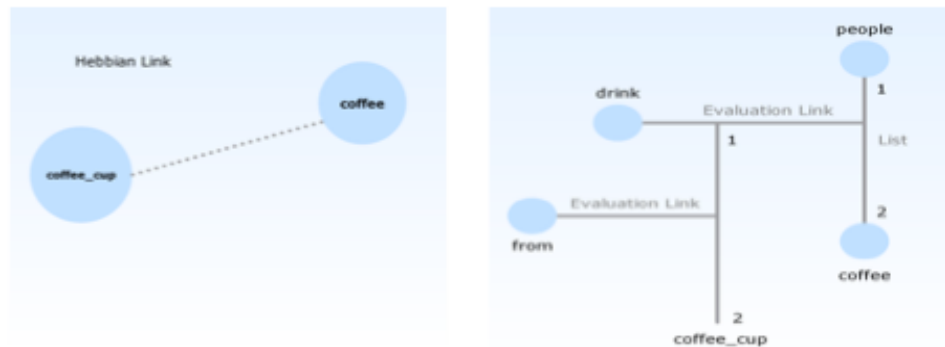 Hebbian Link
coffee
coffee_cup
people
1
drink
Evaluation Link
1
List
Evaluation Link
2
from
coffee
2
coffee_cup